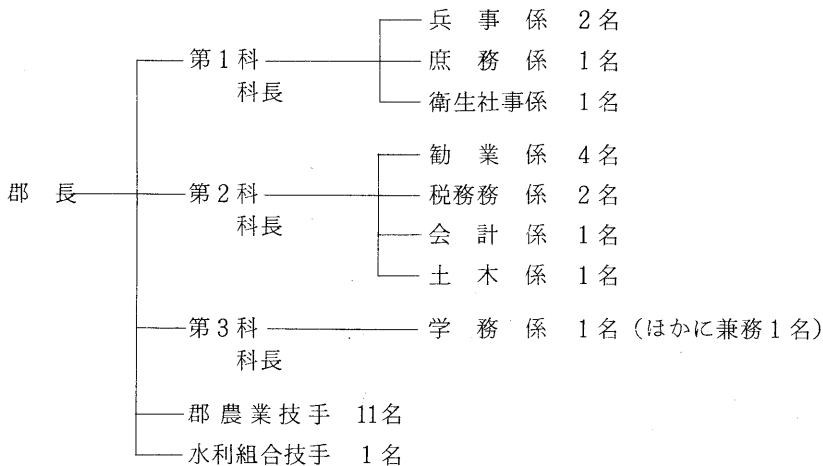 兵事係 2名
第1科 庶務係 1名
科長
衛生社事係 1名
勧業係 4名
郡長 第2科 税務務係 2名
科長
会計係 1名
土木係 1名
第3科 学務係 1名(ほかに兼務1名)
科長
郡農業技手 11名
水利組合技手 1名